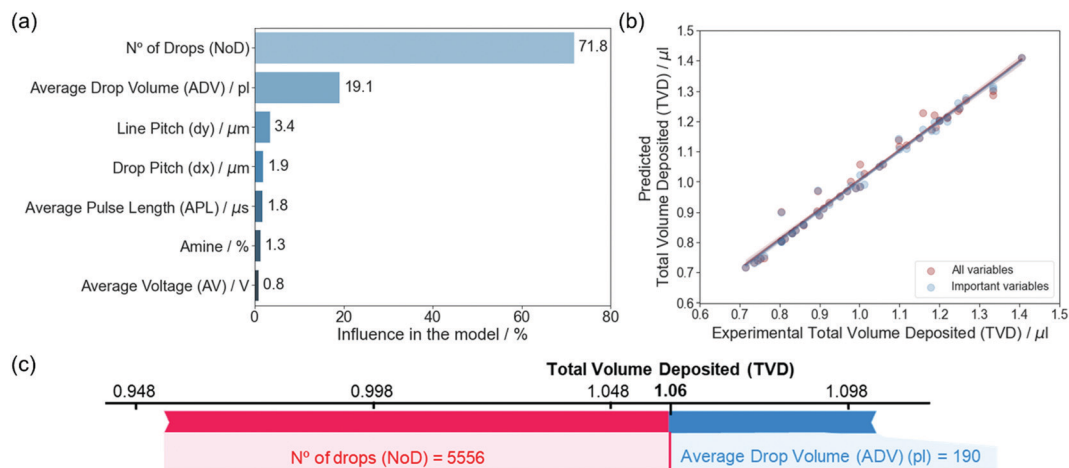 (a)
Nº of Drops (NoD)
71.8
Average Drop Volume (ADV) / pl
19.1
Line Pitch (dy) / μm
3.4
Drop Pitch (dx) / μm
1.9
Average Pulse Length (APL) / μs
1.8
Amine / %
1.3
Average Voltage (AV) / V
0.8
0 20 40 60 80
Influence in the model / %
(b)
Predicted
Total Volume Deposited (TVD) / μl
1.5
1.4
1.3
1.2
1.1
1.0
0.9
0.8
0.7
0.6
All variables
Important variables
0.6 0.7 0.8 0.9 1.0 1.1 1.2 1.3 1.4 1.5
Experimental Total Volume Deposited (TVD) / μl
(c)
Total Volume Deposited (TVD)
0.948 0.998 1.048 1.06 1.098
Nº of drops (NoD) = 5556
Average Drop Volume (ADV) (pl) = 190